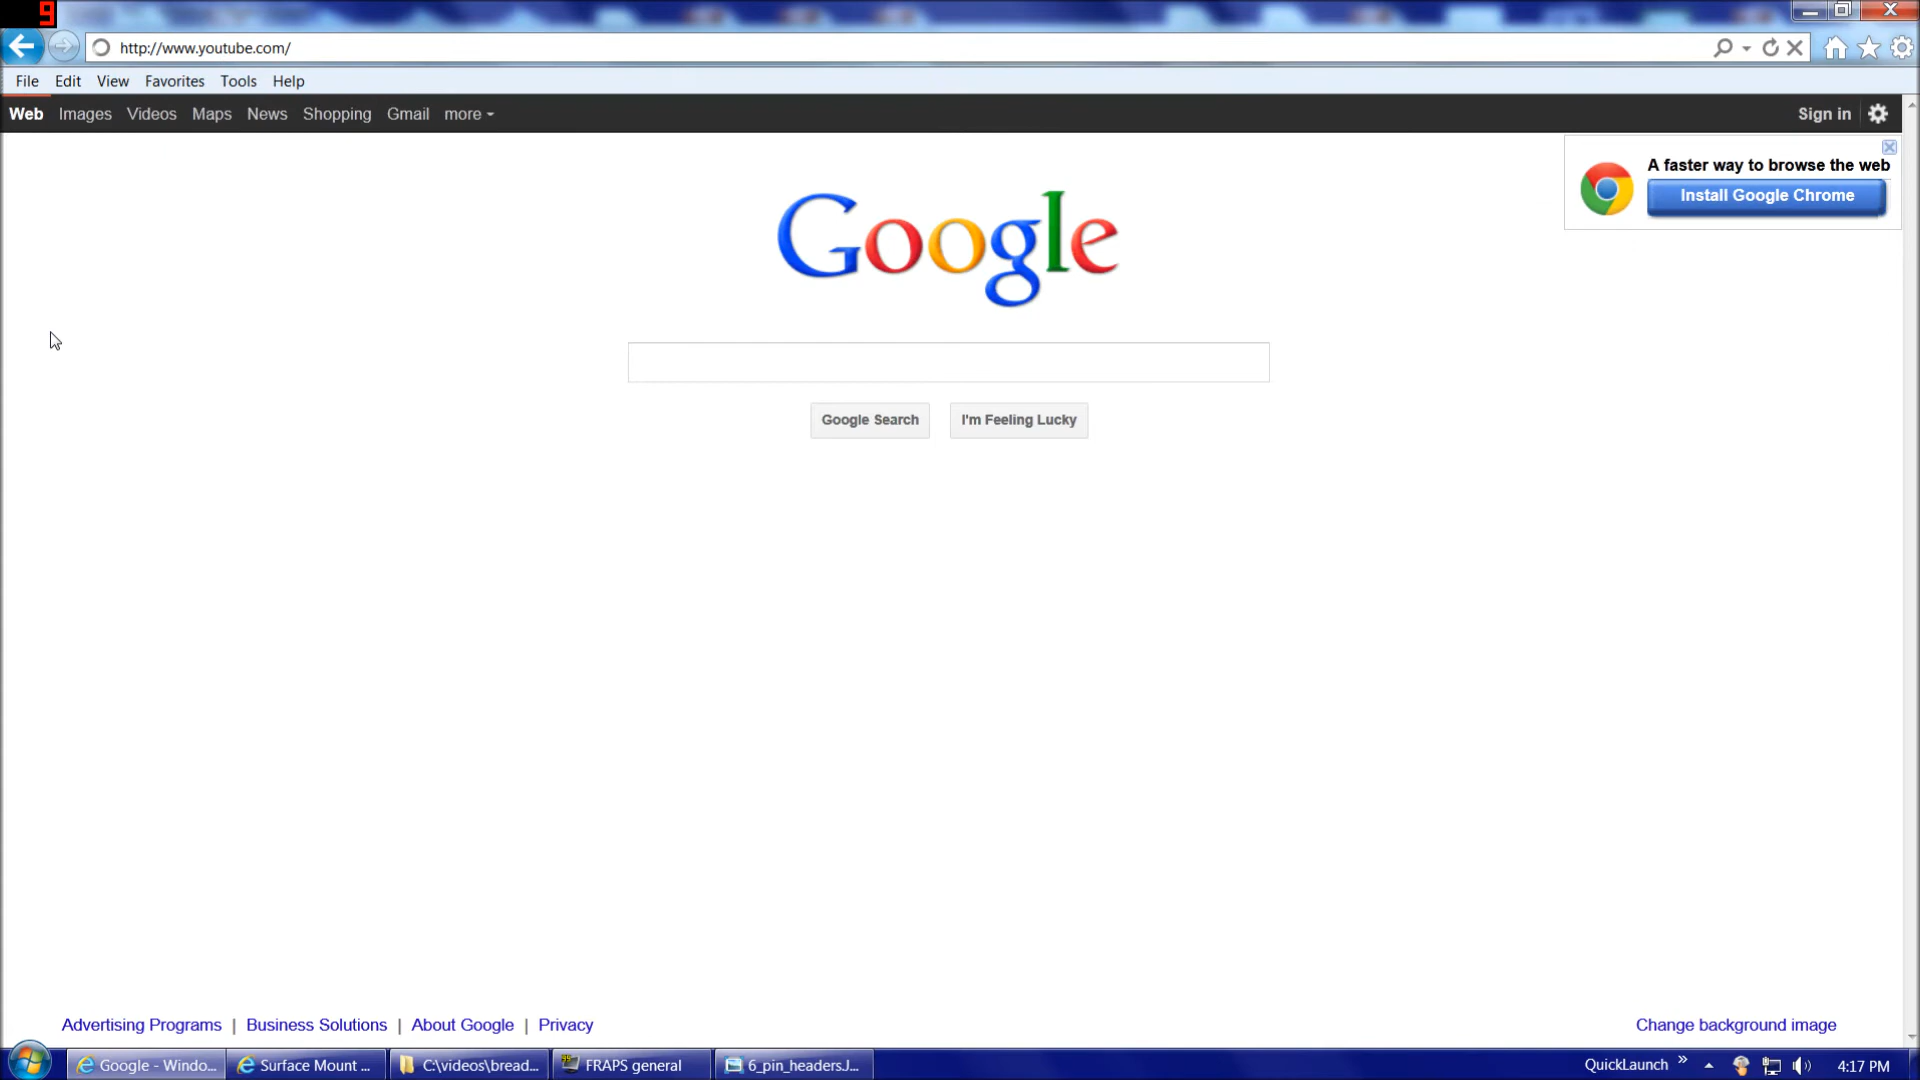 9
http://www.youtube.com/
File Edit View Favorites Tools Help
Web Images Videos Maps News Shopping Gmail more Sign in
A faster way to browse the web
Install Google Chrome
Google
Google Search I'm Feeling Lucky
Advertising Programs | Business Solutions | About Google | Privacy Change background image
Google - Windo... Surface Mount ... C:\videos\bread... FRAPS general 6_pin_headersJ... QuickLaunch » 4:17 PM